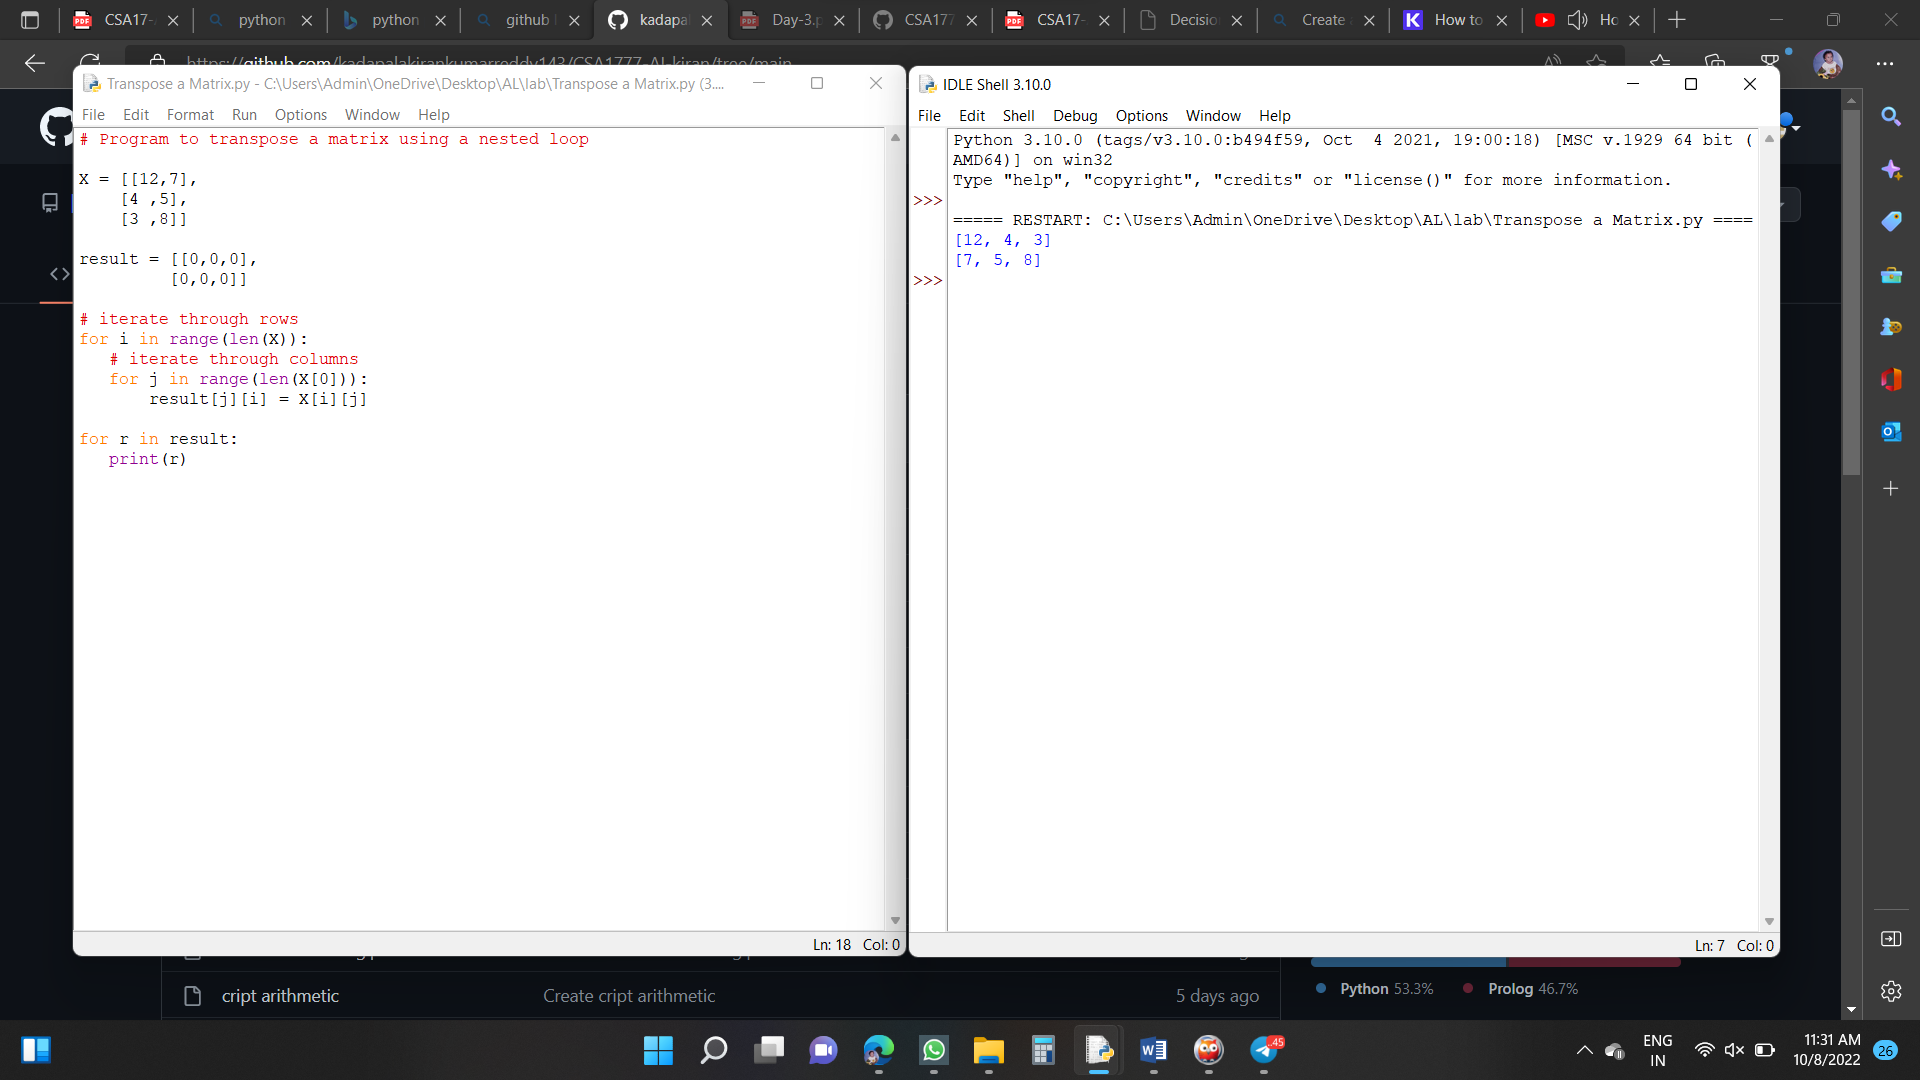 CSA17-
python
python
github
kadapal
Day-3.p
CSA177
CSA17-
Decisio
Create
How to
Ho
https://github.com/kadapalakirankumarreddy143/CSA1777-AI-kiran/tree/main
Transpose a Matrix.py - C:\Users\Admin\OneDrive\Desktop\AL\lab\Transpose a Matrix.py (3....
File Edit Format Run Options Window Help
# Program to transpose a matrix using a nested loop
X = [[12,7],
    [4 ,5],
    [3 ,8]]
result = [[0,0,0],
         [0,0,0]]
# iterate through rows
for i in range(len(X)):
   # iterate through columns
   for j in range(len(X[0])):
       result[j][i] = X[i][j]
for r in result:
   print(r)
Ln: 18 Col: 0
IDLE Shell 3.10.0
File Edit Shell Debug Options Window Help
Python 3.10.0 (tags/v3.10.0:b494f59, Oct  4 2021, 19:00:18) [MSC v.1929 64 bit (
AMD64)] on win32
Type "help", "copyright", "credits" or "license()" for more information.
>>>
===== RESTART: C:\Users\Admin\OneDrive\Desktop\AL\lab\Transpose a Matrix.py ====
[12, 4, 3]
[7, 5, 8]
>>>
Ln: 7 Col: 0
cript arithmetic Create cript arithmetic 5 days ago
Python 53.3% Prolog 46.7%
45
ENG
IN
11:31 AM
10/8/2022
26